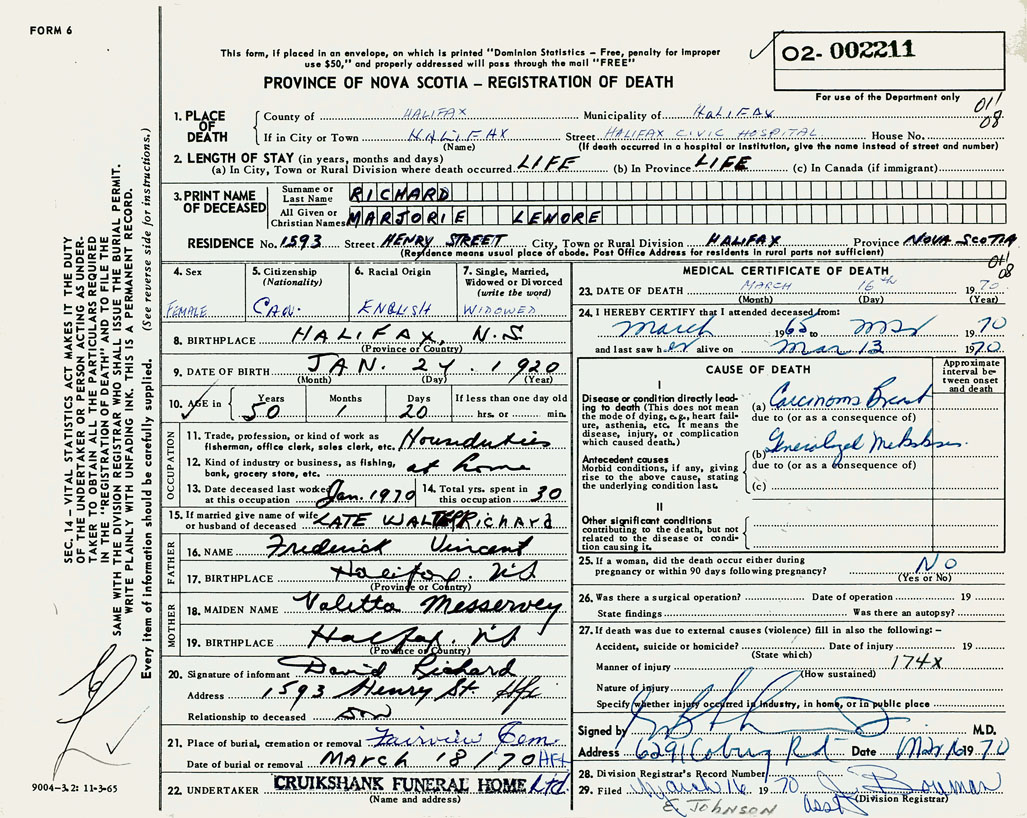 FORM 6
This form, if placed in an envelope, on which is printed "Dominion Statistics – Free, penalty for improper
use $50," and properly addressed will pass through the mail "FREE"
O2- 002211
PROVINCE OF NOVA SCOTIA – REGISTRATION OF DEATH
For use of the Department only
011
08
1. PLACE OF DEATH
County of HALIFAX Municipality of HALIFAX
If in City or Town HALIFAX Street HALIFAX CIVIC HOSPITAL House No.
(Name) (If death occurred in a hospital or institution, give the name instead of street and number)
2. LENGTH OF STAY (in years, months and days)
(a) In City, Town or Rural Division where death occurred LIFE (b) In Province LIFE (c) In Canada (if immigrant)
3. PRINT NAME OF DECEASED
Surname or Last Name RICHARD
All Given or Christian Names MARJORIE LENORE
RESIDENCE No. 1593 Street HENRY STREET City, Town or Rural Division HALIFAX Province NOVA SCOTIA
(Residence means usual place of abode. Post Office Address for residents in rural parts not sufficient)
011
08
4. Sex
FEMALE
5. Citizenship
(Nationality)
CAN.
6. Racial Origin
ENGLISH
7. Single, Married,
Widowed or Divorced
(write the word)
WIDOWED
8. BIRTHPLACE HALIFAX, N.S
(Province or Country)
9. DATE OF BIRTH JAN. 24. 1920
(Month) (Day) (Year)
10. AGE in Years Months Days If less than one day old
50 1 20 hrs. or min.
OCCUPATION
11. Trade, profession, or kind of work as
fisherman, office clerk, sales clerk, etc. Housduties
12. Kind of industry or business, as fishing,
bank, grocery store, etc. at home
13. Date deceased last worked
at this occupation Jan. 1970
14. Total yrs. spent in
this occupation 30
15. If married give name of wife
or husband of deceased LATE WALTER Richard
FATHER
16. NAME Frederick Vincent
17. BIRTHPLACE Halifax, NS
(Province or Country)
MOTHER
18. MAIDEN NAME Valetta Messervey
19. BIRTHPLACE Halifax, NS
(Province or Country)
20. Signature of informant David Richard
Address 1593 Henry St Hfx
Relationship to deceased son
21. Place of burial, cremation or removal Fairview Cem
Date of burial or removal MARCH 18/70
22. UNDERTAKER CRUIKSHANK FUNERAL HOME Ltd.
(Name and address)
MEDICAL CERTIFICATE OF DEATH
23. DATE OF DEATH MARCH 16th 1970
(Month) (Day) (Year)
24. I HEREBY CERTIFY that I attended deceased from:
March 1965 to Mar 1970
and last saw her alive on Mar 13 1970
CAUSE OF DEATH
Approximate
interval be-
tween onset
and death
I
Disease or condition directly lead-
ing to death (This does not mean
the mode of dying, e.g., heart fail-
ure, asthenia, etc. It means the
disease, injury, or complication
which caused death.)
(a) Carcinoma Breast
due to (or as a consequence of)
Antecedent causes
Morbid conditions, if any, giving
rise to the above cause, stating
the underlying condition last.
(b) Generalized Metastases.
due to (or as a consequence of)
(c)
II
Other significant conditions
contributing to the death, but not
related to the disease or condi-
tion causing it.
25. If a woman, did the death occur either during
pregnancy or within 90 days following pregnancy? No
(Yes or No)
26. Was there a surgical operation? Date of operation 19
State findings Was there an autopsy?
27. If death was due to external causes (violence) fill in also the following: –
Accident, suicide or homicide? Date of injury 19
(State which)
Manner of injury 174X
(How sustained)
Nature of injury
Specify whether injury occurred in industry, in home, or in public place
Signed by M.D.
Address 6291 Coburg Rd Date Mar 16 1970
28. Division Registrar's Record Number
29. Filed March 16 1970 J. Bowman
(Division Registrar)
E JOHNSON asst
SEC. 14 – VITAL STATISTICS ACT MAKES IT THE DUTY
OF THE UNDERTAKER OR PERSON ACTING AS UNDER-
TAKER TO OBTAIN ALL THE PARTICULARS REQUIRED
IN THE "REGISTRATION OF DEATH" AND TO FILE THE
SAME WITH THE DIVISION REGISTRAR WHO SHALL ISSUE THE BURIAL PERMIT.
WRITE PLAINLY WITH UNFADING INK. THIS IS A PERMANENT RECORD.
Every item of information should be carefully supplied. (See reverse side for instructions.)
9004-3.2: 11-3-65